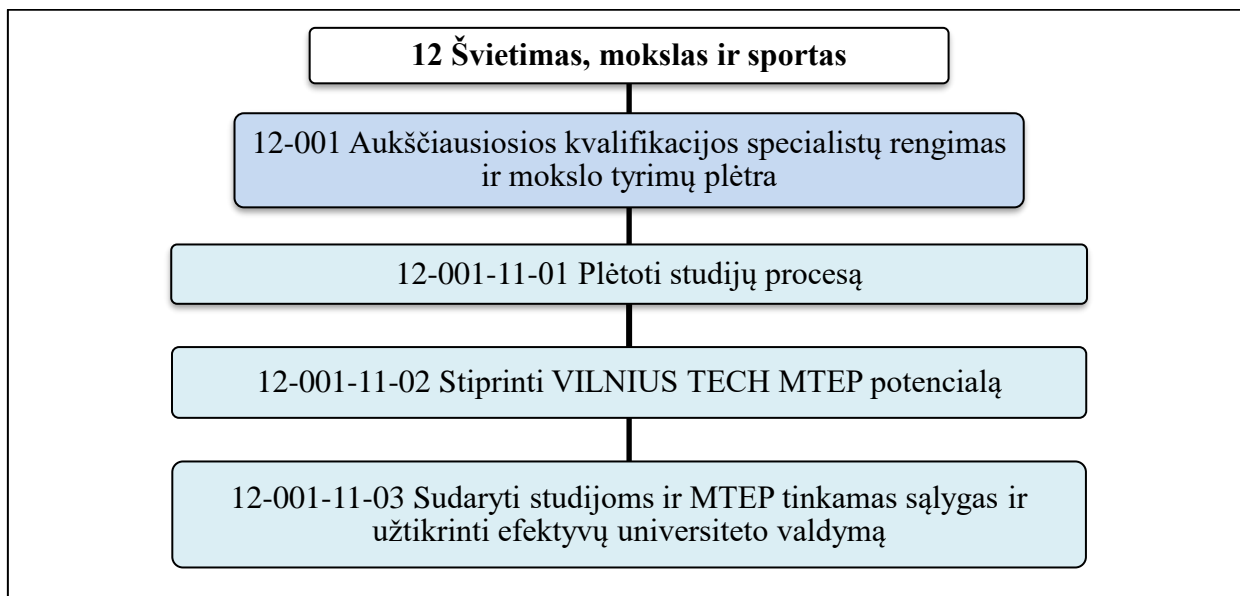 12 Švietimas, mokslas ir sportas
12-001 Aukščiausiosios kvalifikacijos specialistų rengimas
ir mokslo tyrimų plėtra
12-001-11-01 Plėtoti studijų procesą
12-001-11-02 Stiprinti VILNIUS TECH MTEP potencialą
12-001-11-03 Sudaryti studijoms ir MTEP tinkamas sąlygas ir
užtikrinti efektyvų universiteto valdymą